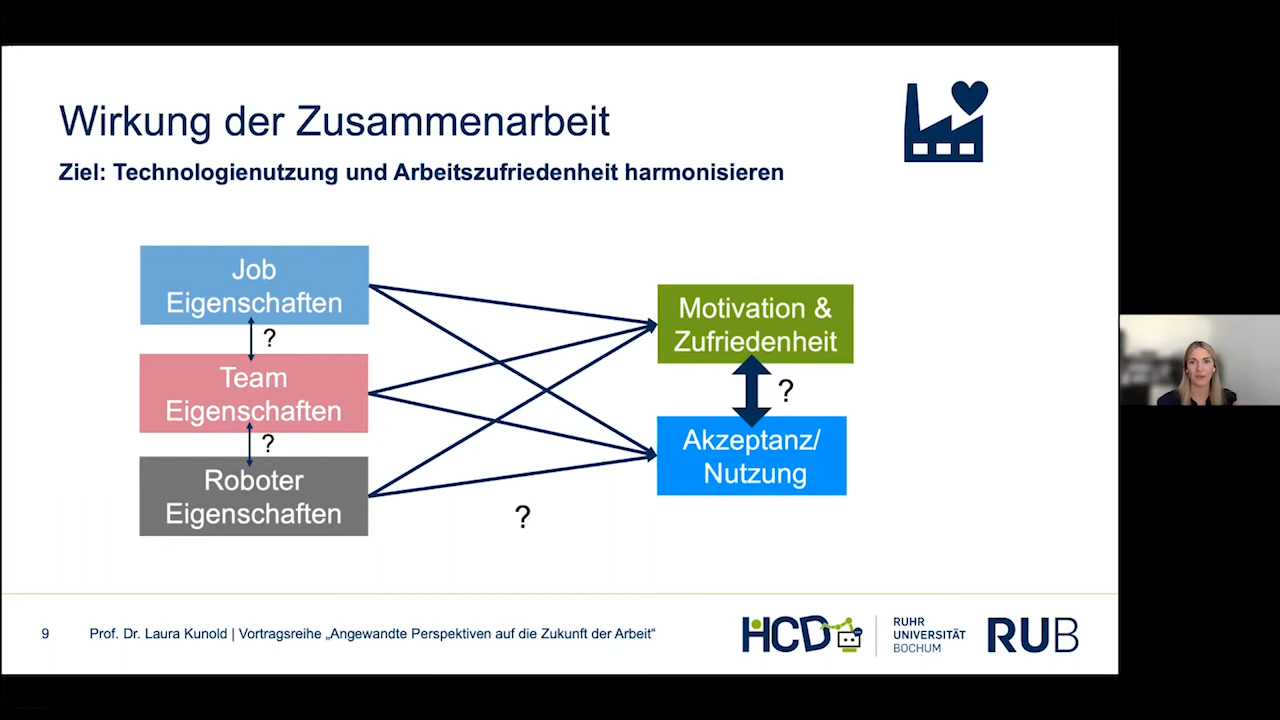 Wirkung der Zusammenarbeit
Ziel: Technologienutzung und Arbeitszufriedenheit harmonisieren
Job
Eigenschaften
?
Team
Eigenschaften
?
Roboter
Eigenschaften
Motivation &
Zufriedenheit
?
Akzeptanz/
Nutzung
?
9
Prof. Dr. Laura Kunold | Vortragsreihe „Angewandte Perspektiven auf die Zukunft der Arbeit“
HCD
RUHR
UNIVERSITÄT
BOCHUM
RUB